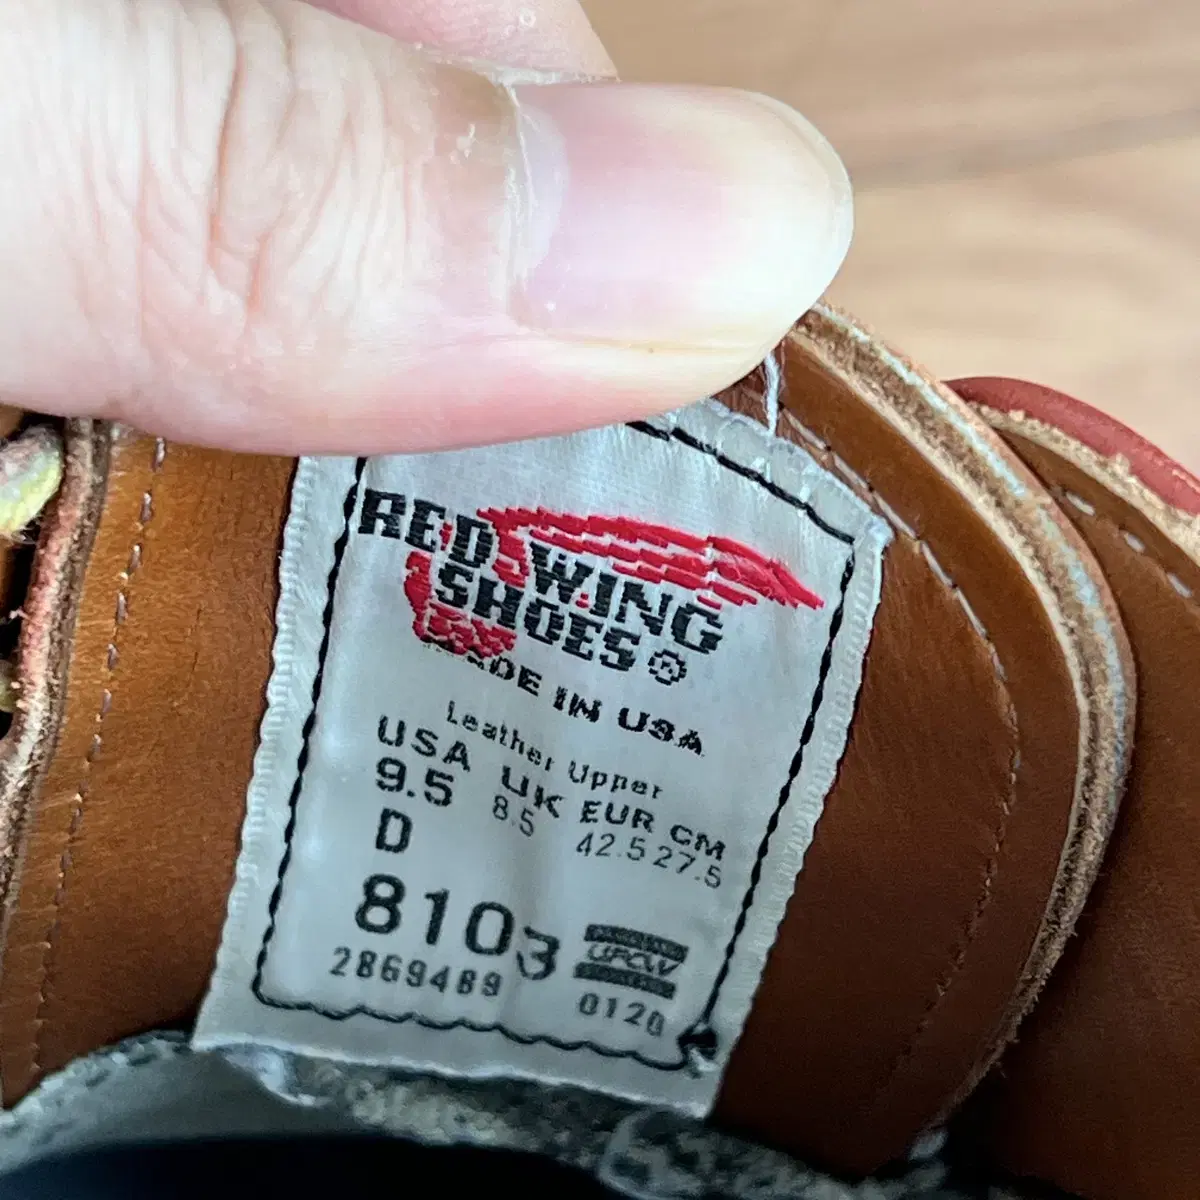 RED WING
SHOES®
MADE IN USA
Leather Upper
USA UK EUR CM
9.5 8.5 42.5 27.5
D
8103
2869489
UFCW
0120